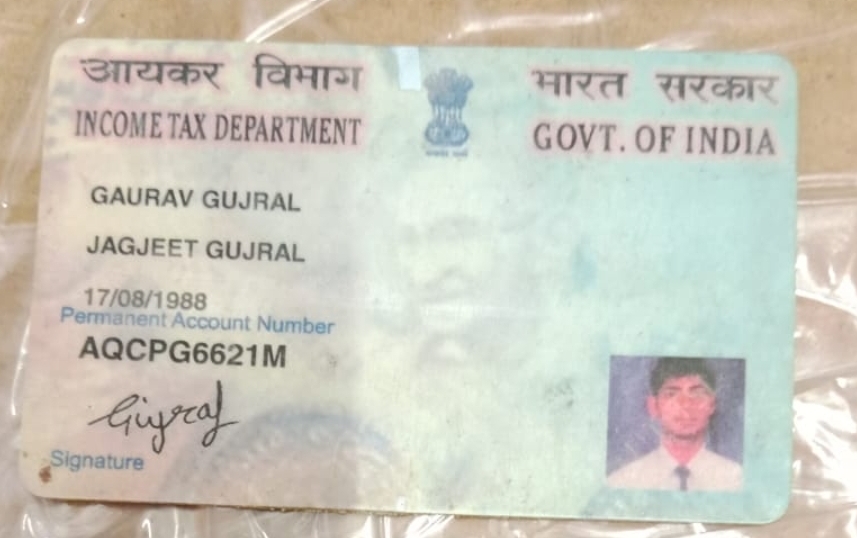 आयकर विभाग
INCOME TAX DEPARTMENT
भारत सरकार
GOVT. OF INDIA
GAURAV GUJRAL
JAGJEET GUJRAL
17/08/1988
Permanent Account Number
AQCPG6621M
Gujral
Signature